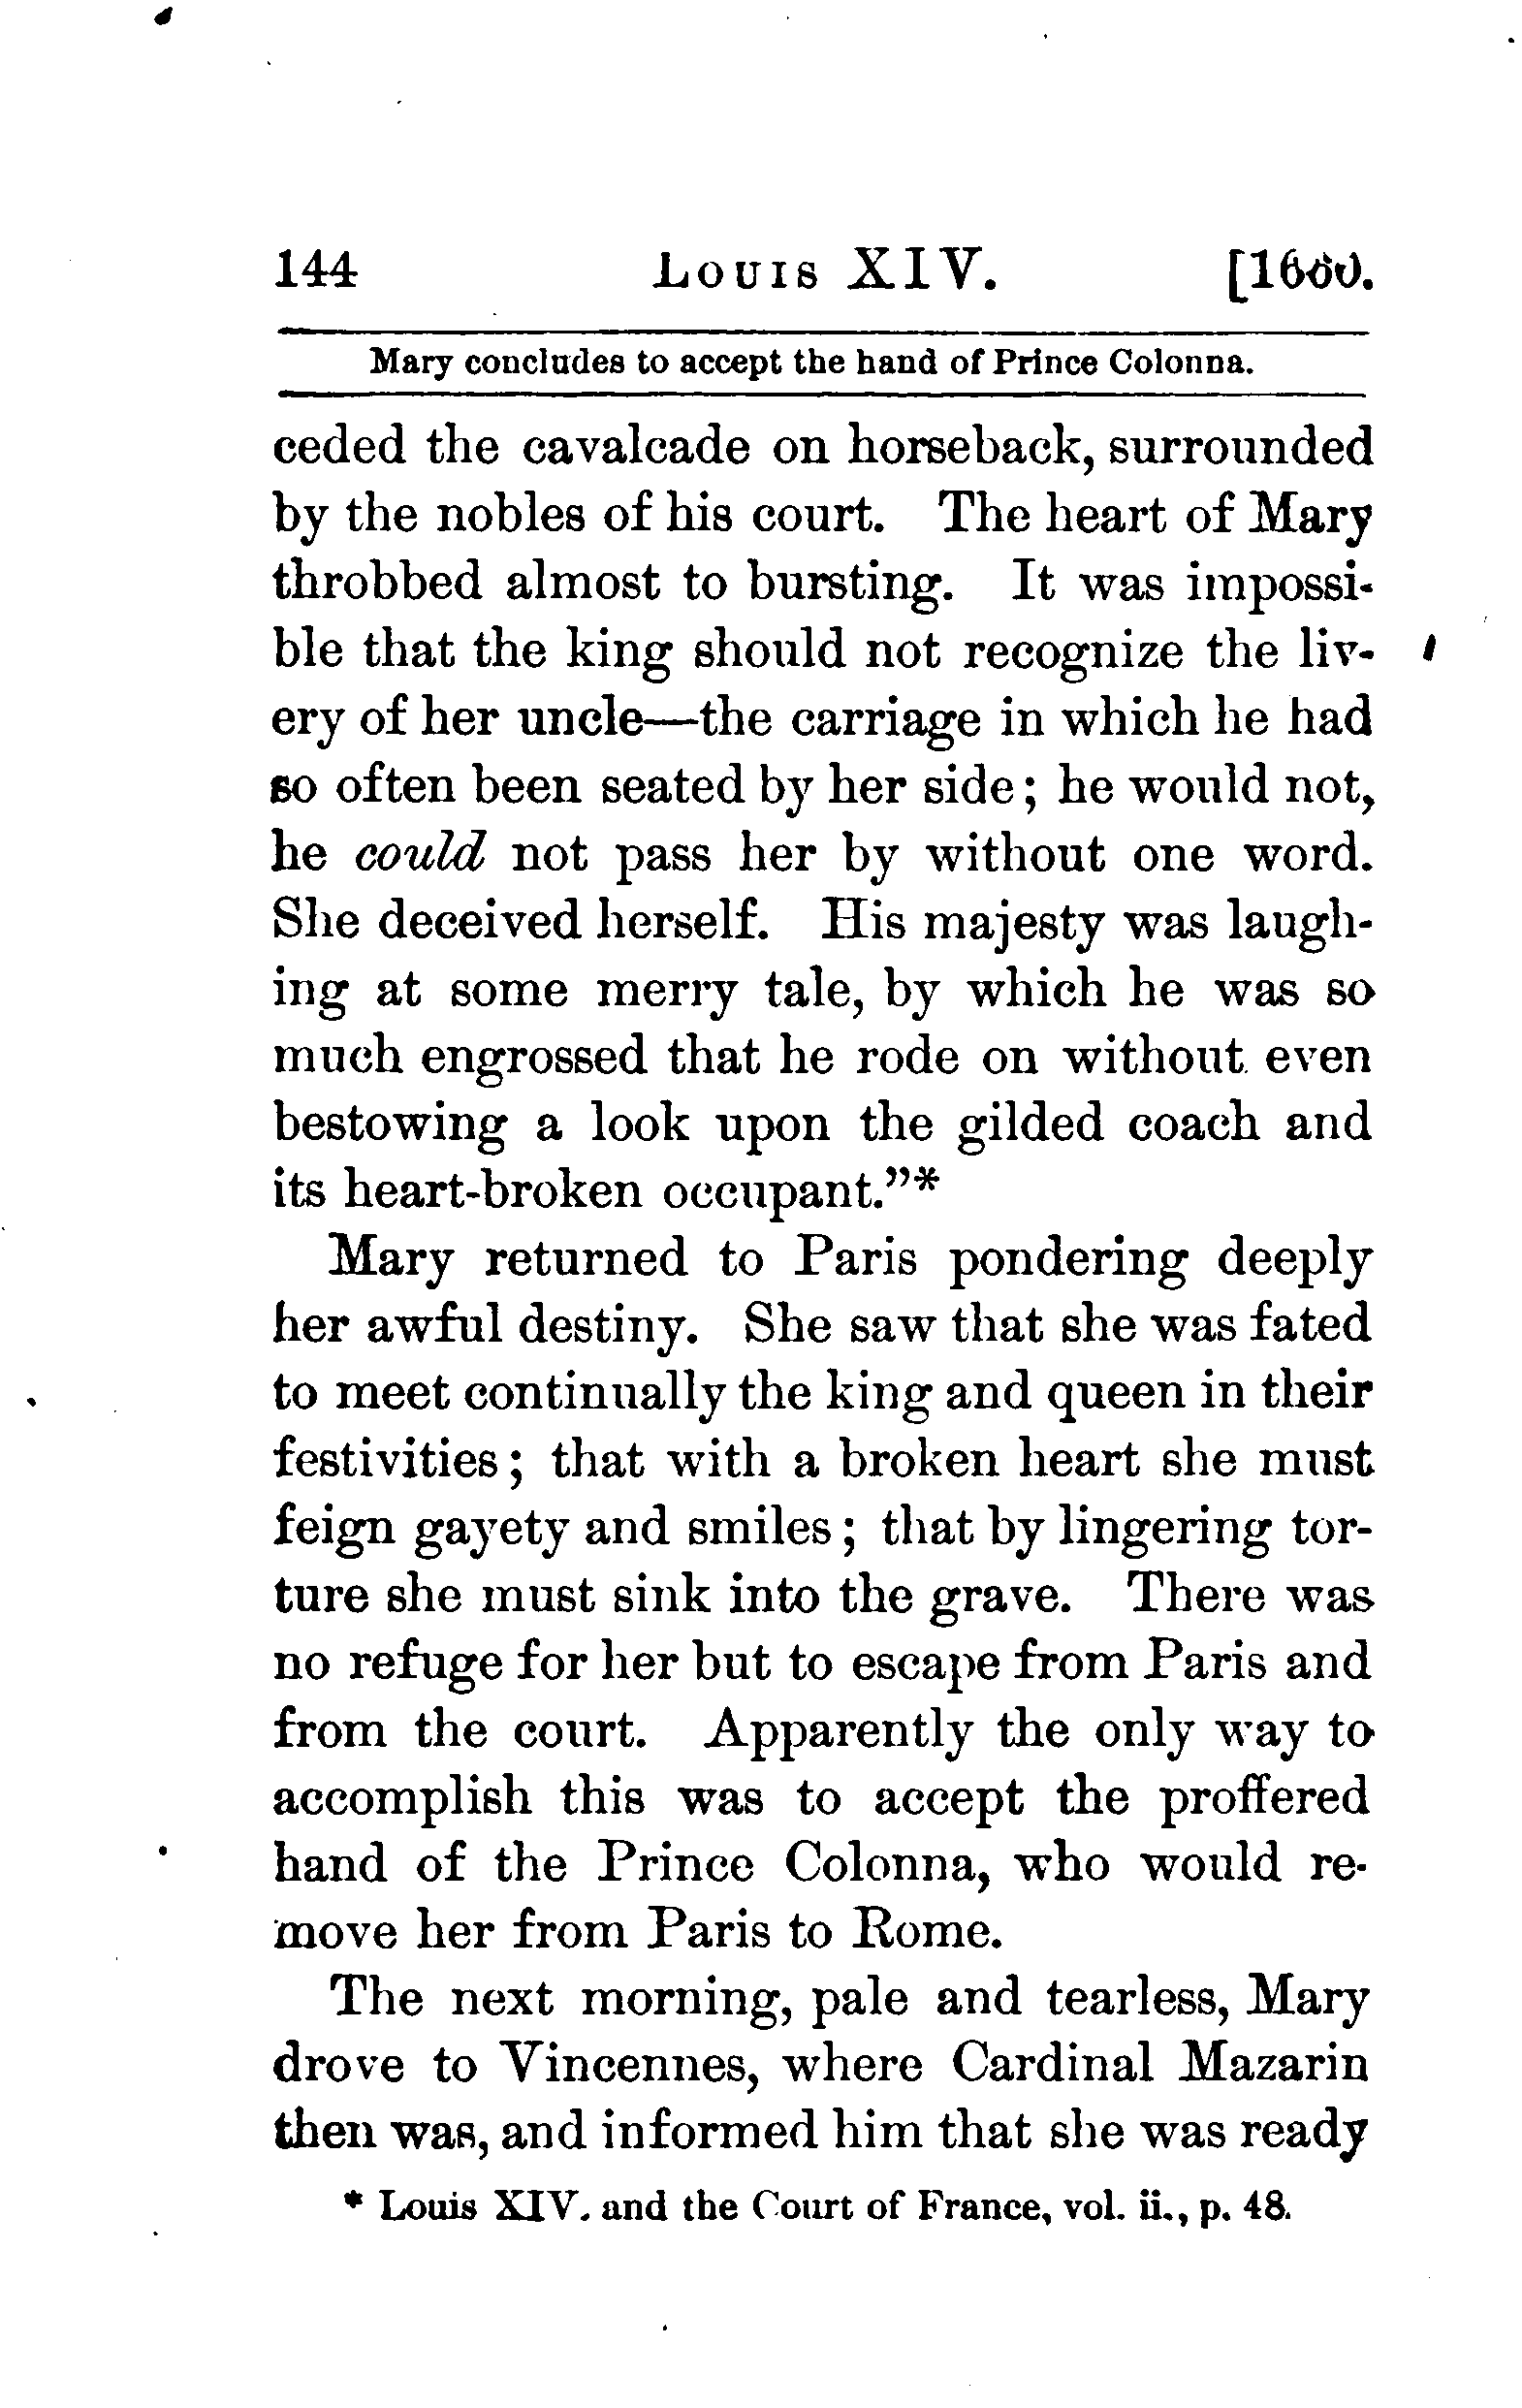 144 Louis XIV. [1660.
Mary concludes to accept the hand of Prince Colonna.
ceded the cavalcade on horseback, surrounded
by the nobles of his court. The heart of Mary
throbbed almost to bursting. It was impossi-
ble that the king should not recognize the liv-
ery of her uncle—the carriage in which he had
so often been seated by her side; he would not,
he could not pass her by without one word.
She deceived herself. His majesty was laugh-
ing at some merry tale, by which he was so
much engrossed that he rode on without even
bestowing a look upon the gilded coach and
its heart-broken occupant."*
Mary returned to Paris pondering deeply
her awful destiny. She saw that she was fated
to meet continually the king and queen in their
festivities; that with a broken heart she must
feign gayety and smiles; that by lingering tor-
ture she must sink into the grave. There was
no refuge for her but to escape from Paris and
from the court. Apparently the only way to
accomplish this was to accept the proffered
hand of the Prince Colonna, who would re-
move her from Paris to Rome.
The next morning, pale and tearless, Mary
drove to Vincennes, where Cardinal Mazarin
then was, and informed him that she was ready
* Louis XIV. and the Court of France, vol. ii., p. 48.